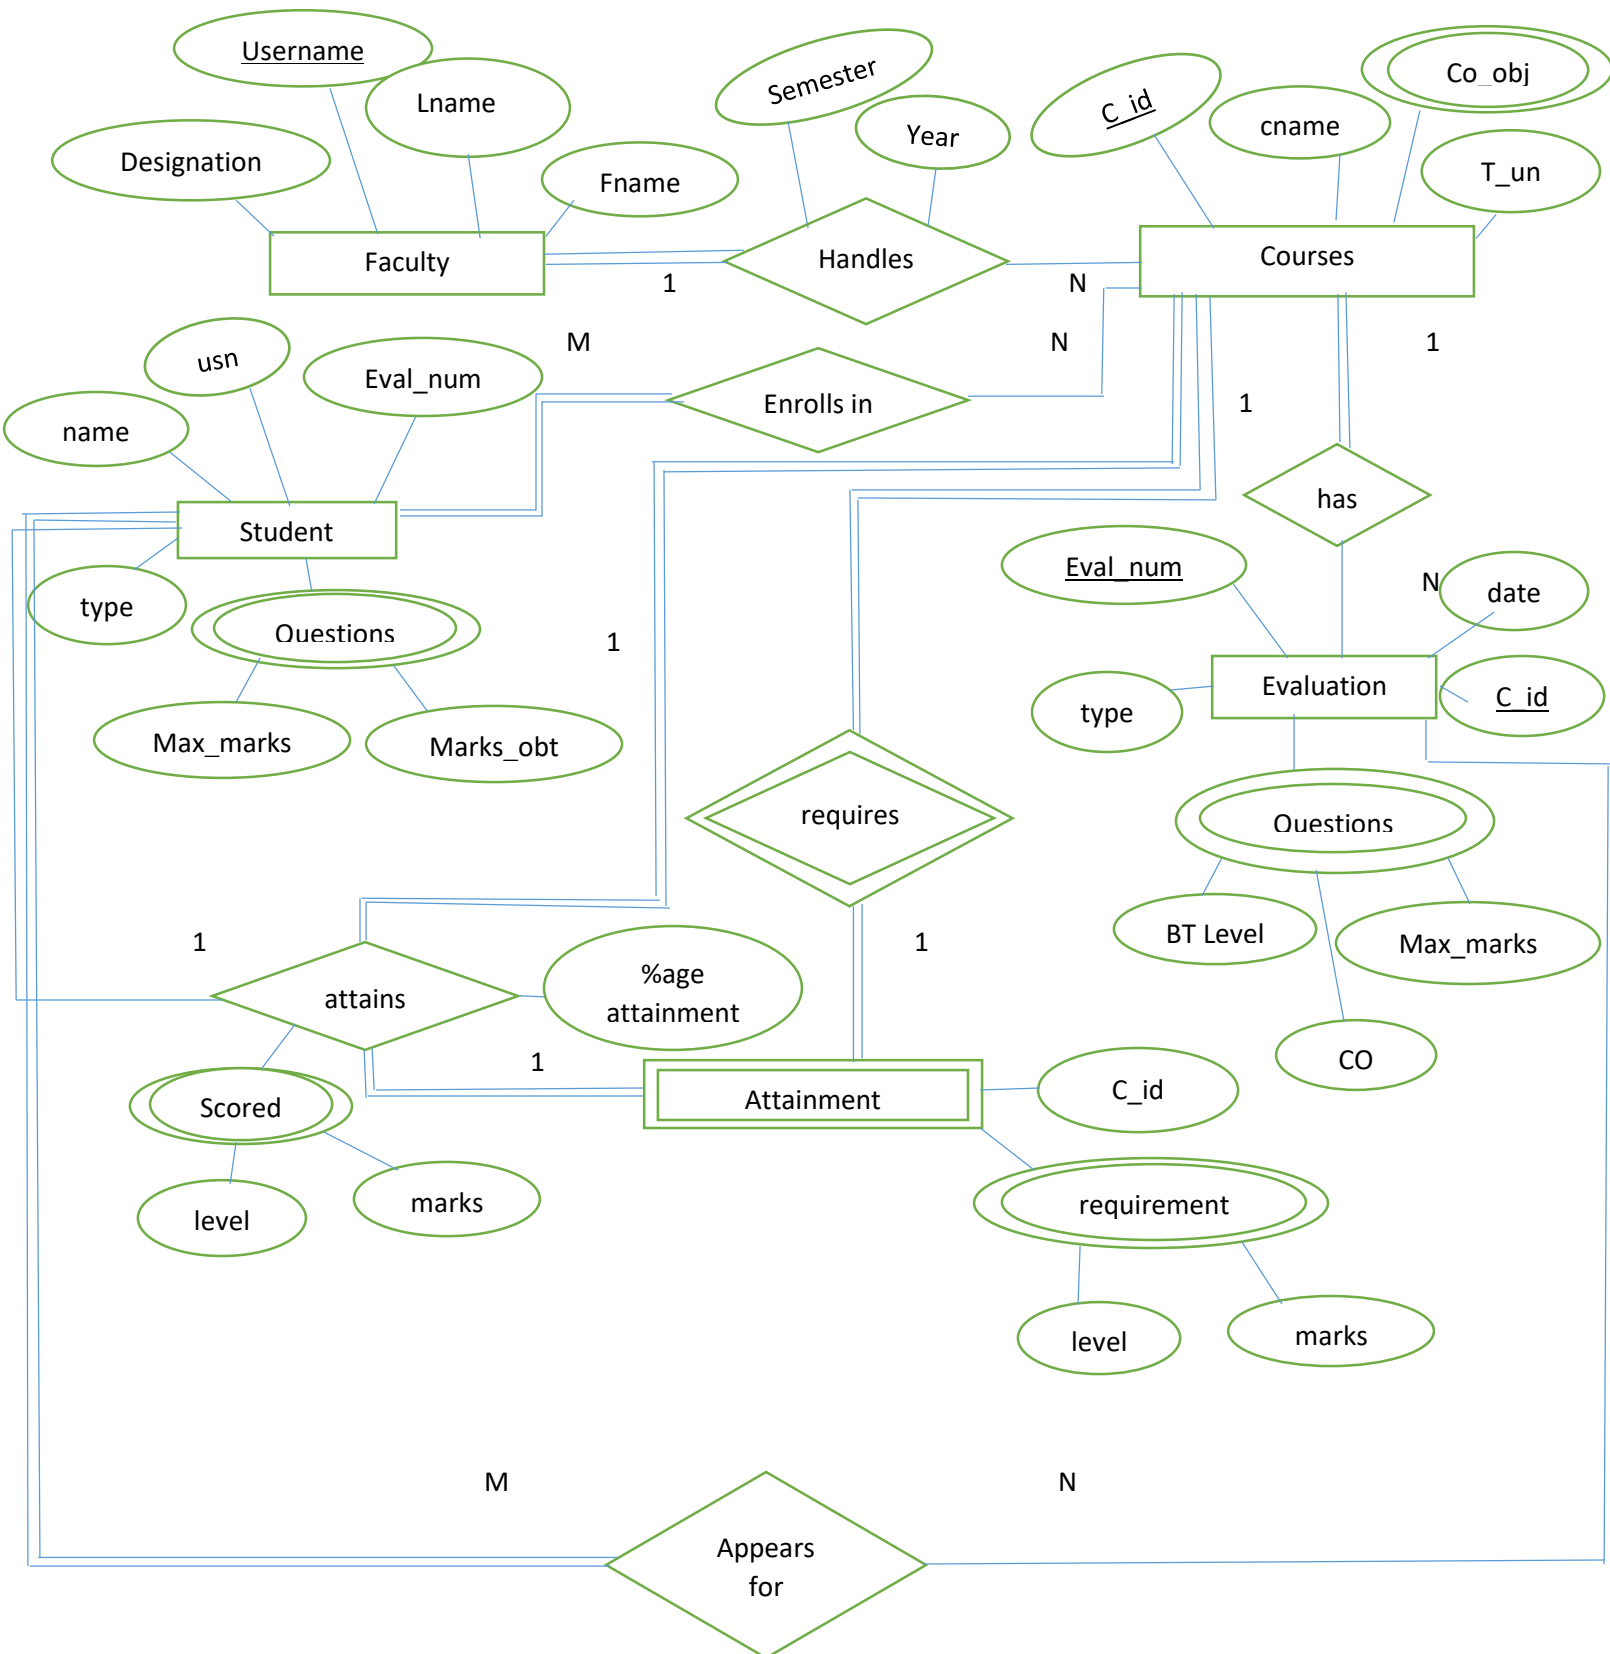 Username
Lname
Designation
Fname
Semester
Year
C_id
cname
Co_obj
T_un
Faculty
Handles
Courses
1
N
M
N
1
usn
Eval_num
name
Enrolls in
1
has
Student
type
Questions
Max_marks
Marks_obt
1
Eval_num
N
date
Evaluation
C_id
type
requires
Questions
BT Level
Max_marks
CO
1
1
attains
%age
attainment
1
Attainment
C_id
Scored
level
marks
requirement
level
marks
M
N
Appears
for